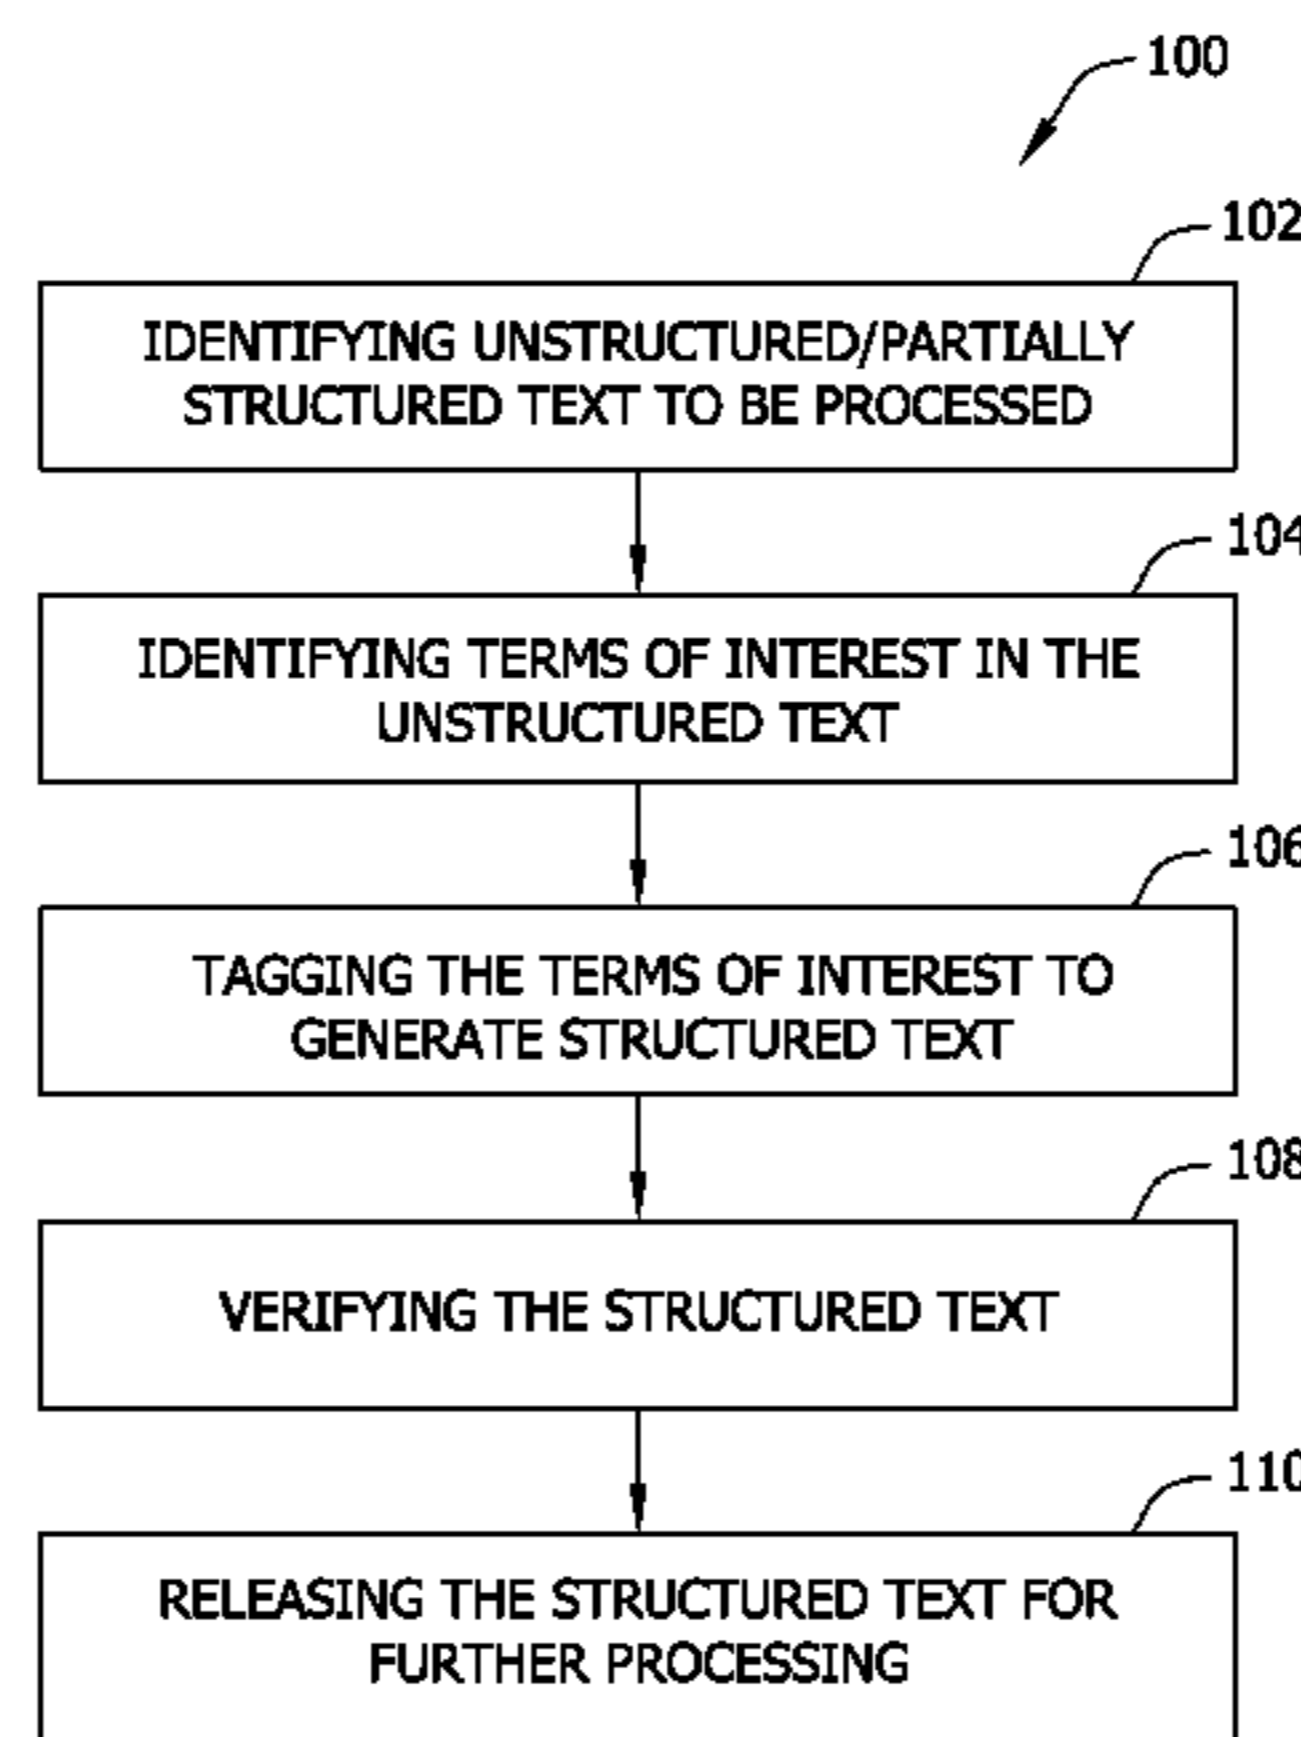 100
102
IDENTIFYING UNSTRUCTURED/PARTIALLY
STRUCTURED TEXT TO BE PROCESSED
104
IDENTIFYING TERMS OF INTEREST IN THE
UNSTRUCTURED TEXT
106
TAGGING THE TERMS OF INTEREST TO
GENERATE STRUCTURED TEXT
108
VERIFYING THE STRUCTURED TEXT
110
RELEASING THE STRUCTURED TEXT FOR
FURTHER PROCESSING